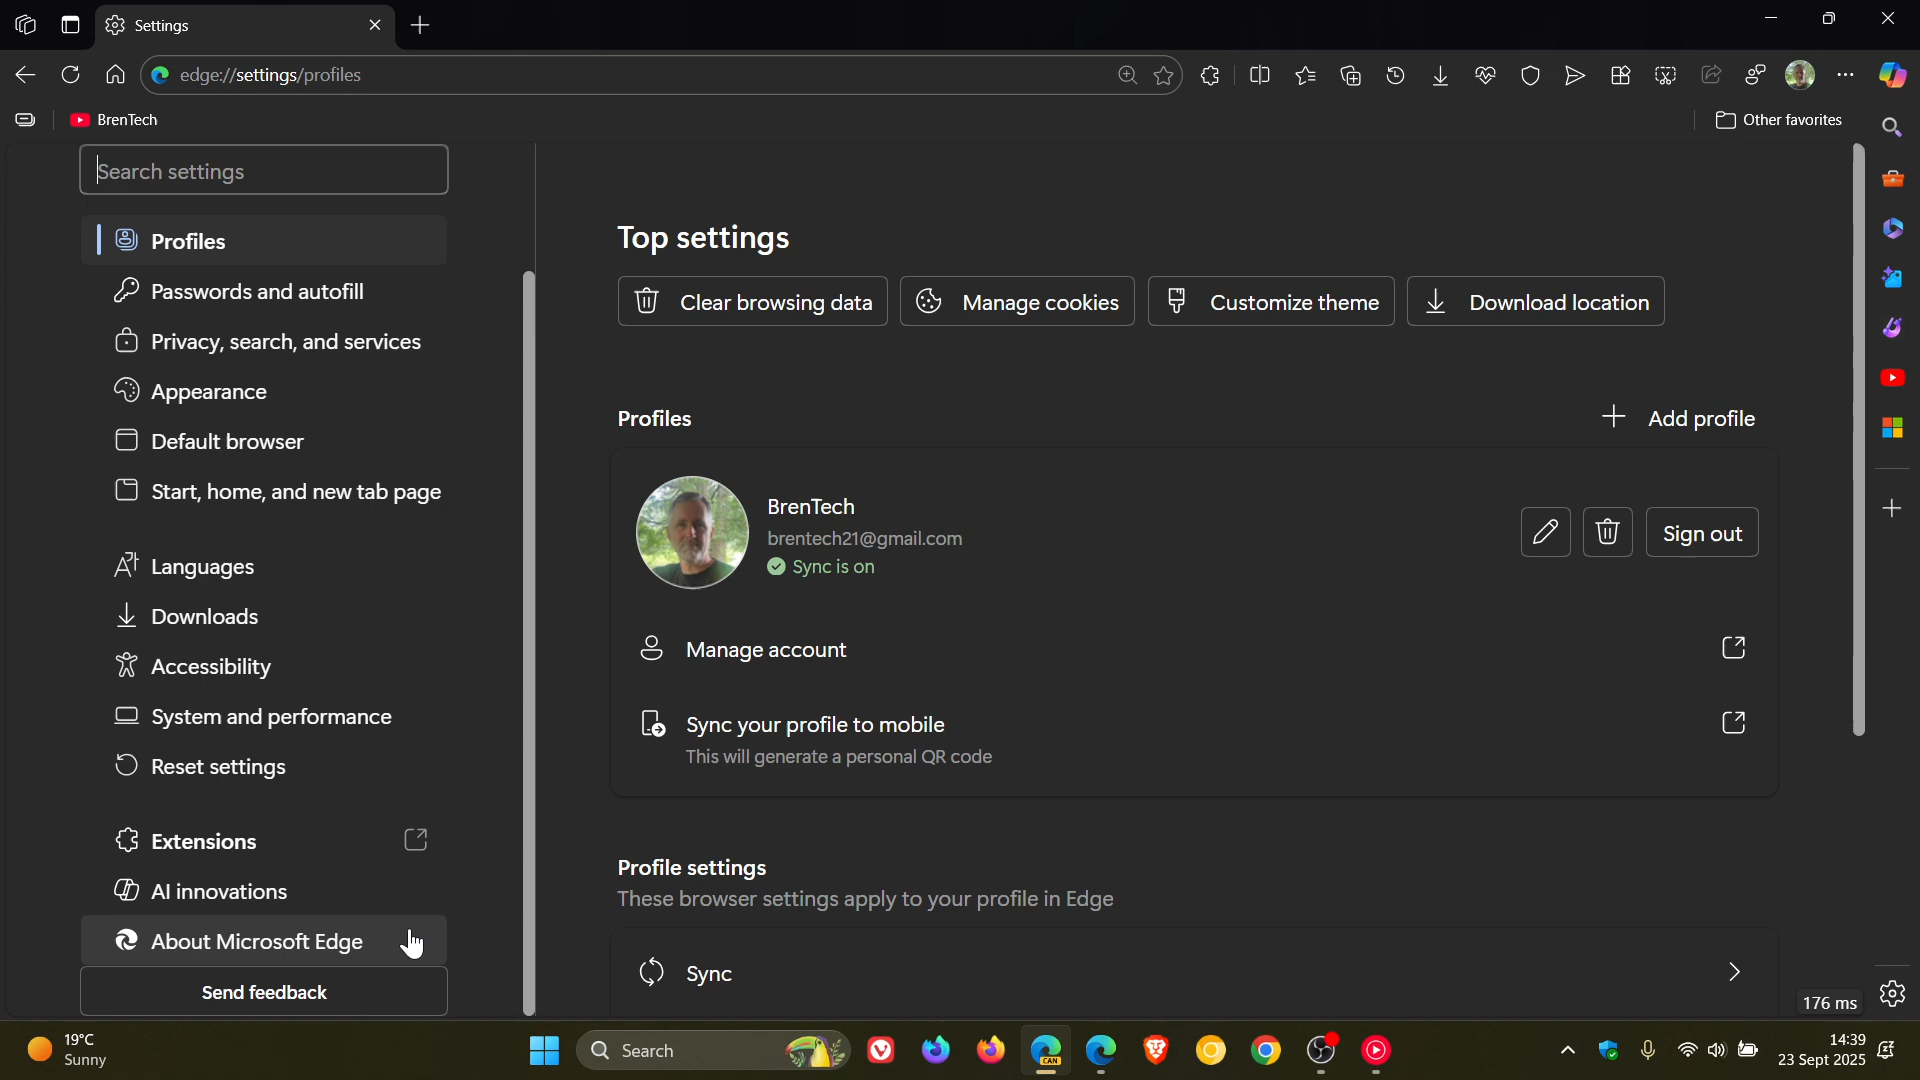 Settings
edge://settings/profiles
BrenTech
Other favorites
Search settings
Profiles
Passwords and autofill
Privacy, search, and services
Appearance
Default browser
Start, home, and new tab page
Languages
Downloads
Accessibility
System and performance
Reset settings
Extensions
AI innovations
About Microsoft Edge
Send feedback
Top settings
Clear browsing data
Manage cookies
Customize theme
Download location
Profiles
Add profile
BrenTech
brentech21@gmail.com
Sync is on
Sign out
Manage account
Sync your profile to mobile
This will generate a personal QR code
Profile settings
These browser settings apply to your profile in Edge
Sync
176 ms
19°C
Sunny
Search
CAN
14:39
23 Sept 2025